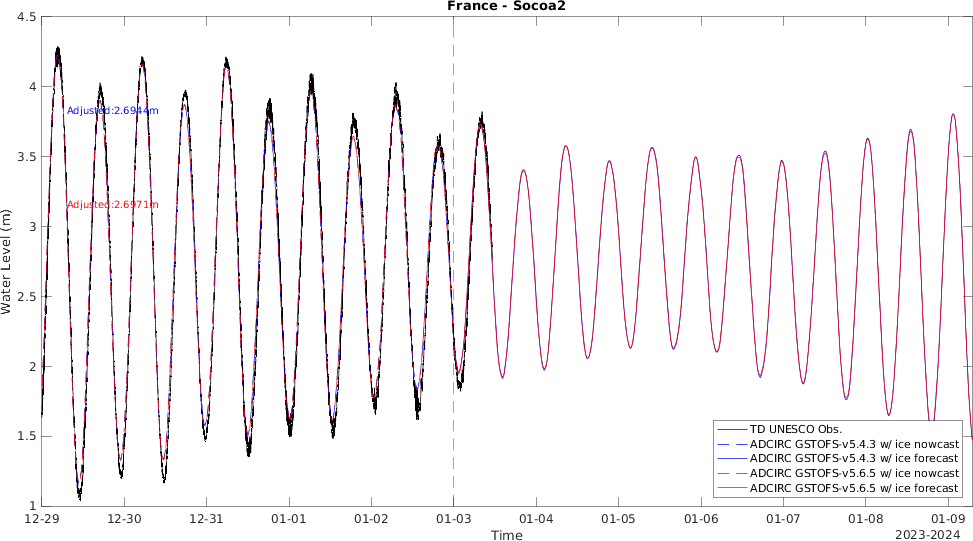 France - Socoa2
4.5
4
3.5
3
2.5
2
1.5
1
Water Level (m)
Adjusted:2.6944m
Adjusted:2.6971m
TD UNESCO Obs.
ADCIRC GSTOFS-v5.4.3 w/ ice nowcast
ADCIRC GSTOFS-v5.4.3 w/ ice forecast
ADCIRC GSTOFS-v5.6.5 w/ ice nowcast
ADCIRC GSTOFS-v5.6.5 w/ ice forecast
12-29 12-30 12-31 01-01 01-02 01-03 01-04 01-05 01-06 01-07 01-08 01-09
Time
2023-2024